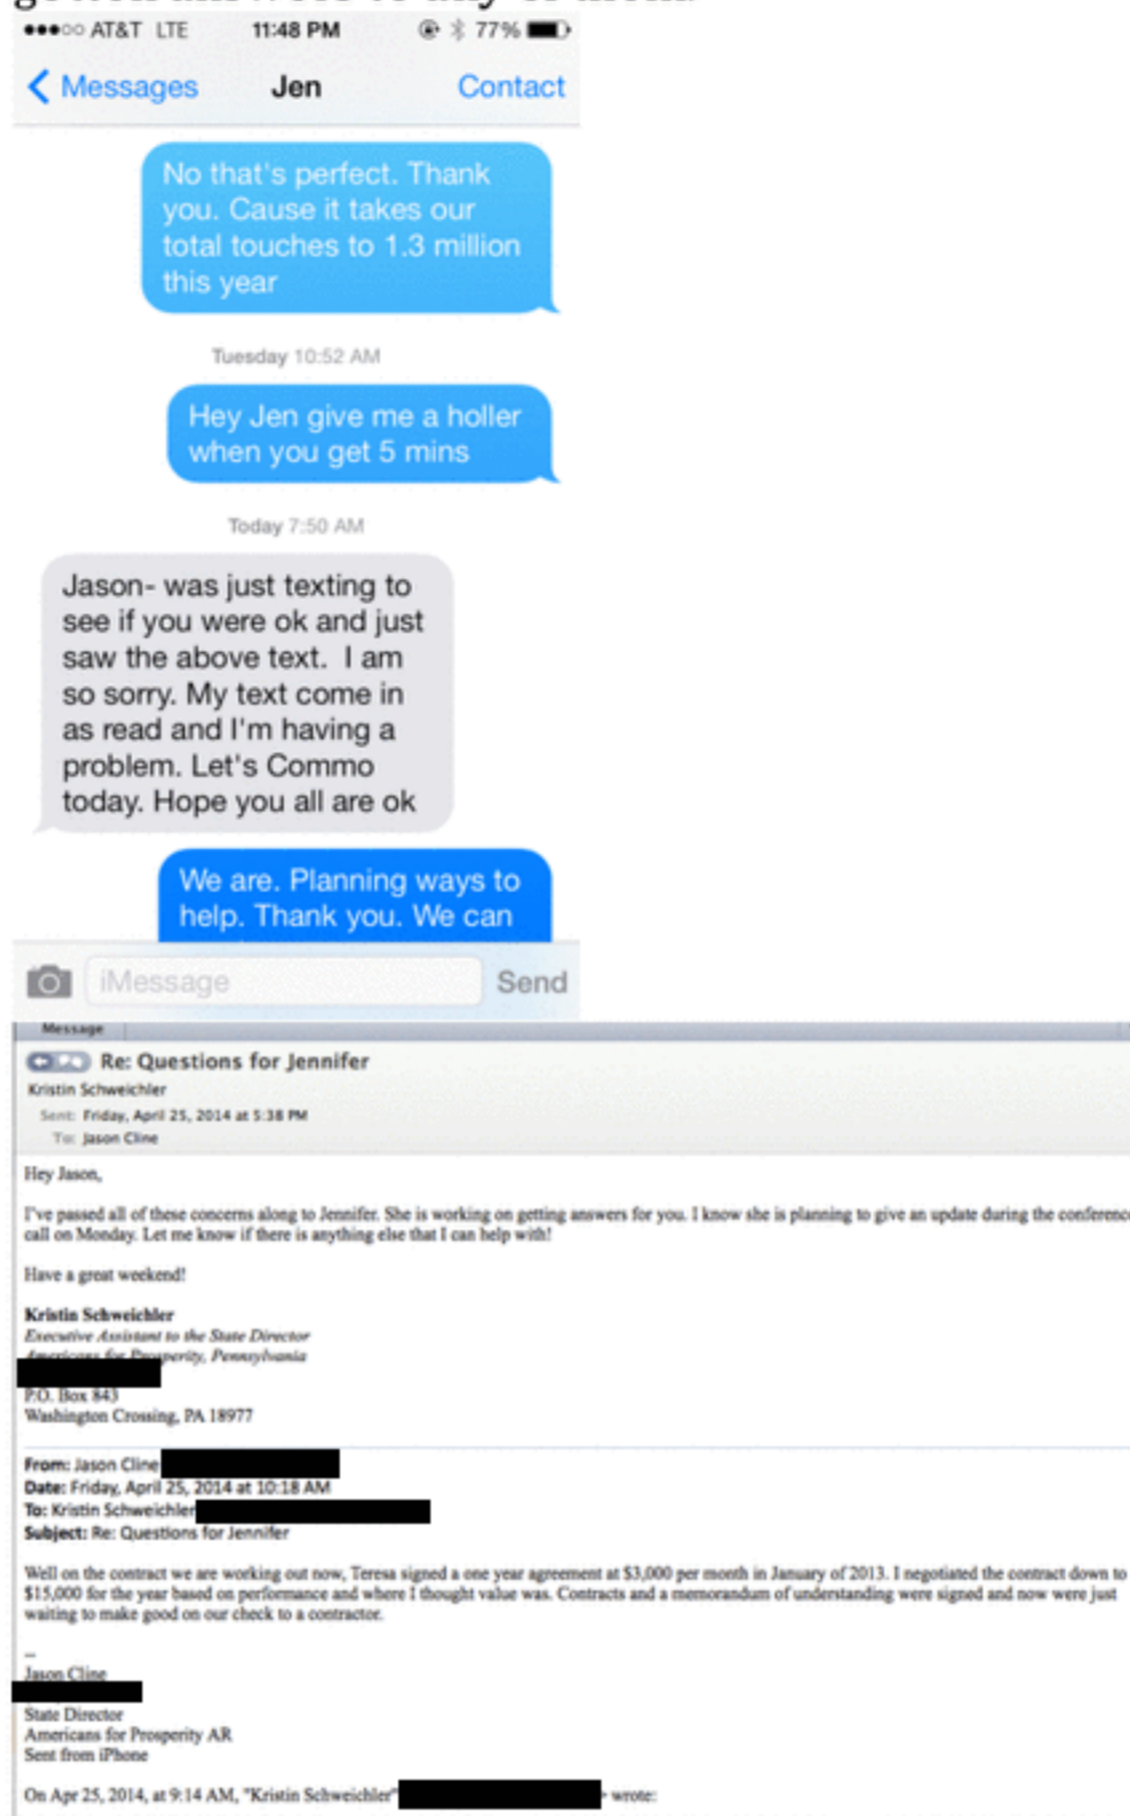 AT&T LTE 11:48 PM 77%
Messages Jen Contact
No that's perfect. Thank
you. Cause it takes our
total touches to 1.3 million
this year
Tuesday 10:52 AM
Hey Jen give me a holler
when you get 5 mins
Today 7:50 AM
Jason- was just texting to
see if you were ok and just
saw the above text. I am
so sorry. My text come in
as read and I'm having a
problem. Let's Commo
today. Hope you all are ok
We are. Planning ways to
help. Thank you. We can
iMessage Send
Message
Re: Questions for Jennifer
Kristin Schweichler
Sent: Friday, April 25, 2014 at 5:38 PM
To: Jason Cline
Hey Jason,
I've passed all of these concerns along to Jennifer. She is working on getting answers for you. I know she is planning to give an update during the conference
call on Monday. Let me know if there is anything else that I can help with!
Have a great weekend!
Kristin Schweichler
Executive Assistant to the State Director
Americans for Prosperity, Pennsylvania
P.O. Box 843
Washington Crossing, PA 18977
From: Jason Cline
Date: Friday, April 25, 2014 at 10:18 AM
To: Kristin Schweichler
Subject: Re: Questions for Jennifer
Well on the contract we are working out now, Teresa signed a one year agreement at $3,000 per month in January of 2013. I negotiated the contract down to
$15,000 for the year based on performance and where I thought value was. Contracts and a memorandum of understanding were signed and now were just
waiting to make good on our check to a contractor.
--
Jason Cline
State Director
Americans for Prosperity AR
Sent from iPhone
On Apr 25, 2014, at 9:14 AM, "Kristin Schweichler" > wrote: